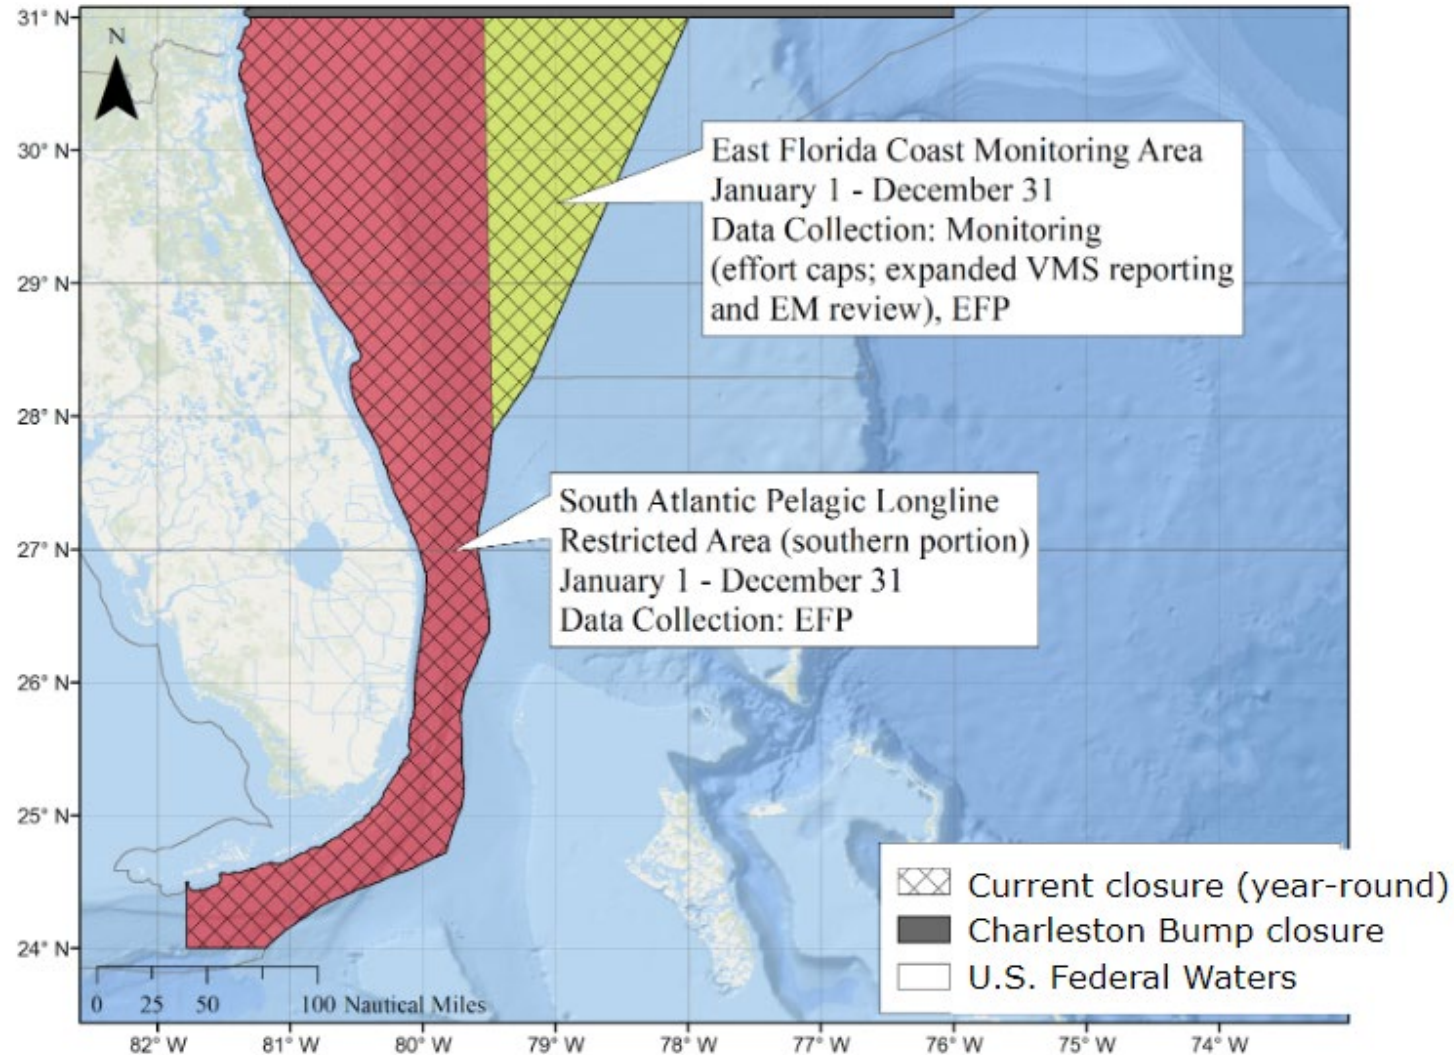 31° N
30° N
29° N
28° N
27° N
26° N
25° N
24° N
N
East Florida Coast Monitoring Area
January 1 - December 31
Data Collection: Monitoring
(effort caps; expanded VMS reporting
and EM review), EFP
South Atlantic Pelagic Longline
Restricted Area (southern portion)
January 1 - December 31
Data Collection: EFP
Current closure (year-round)
Charleston Bump closure
U.S. Federal Waters
0 25 50 100 Nautical Miles
82° W 81° W 80° W 79° W 78° W 77° W 76° W 75° W 74° W